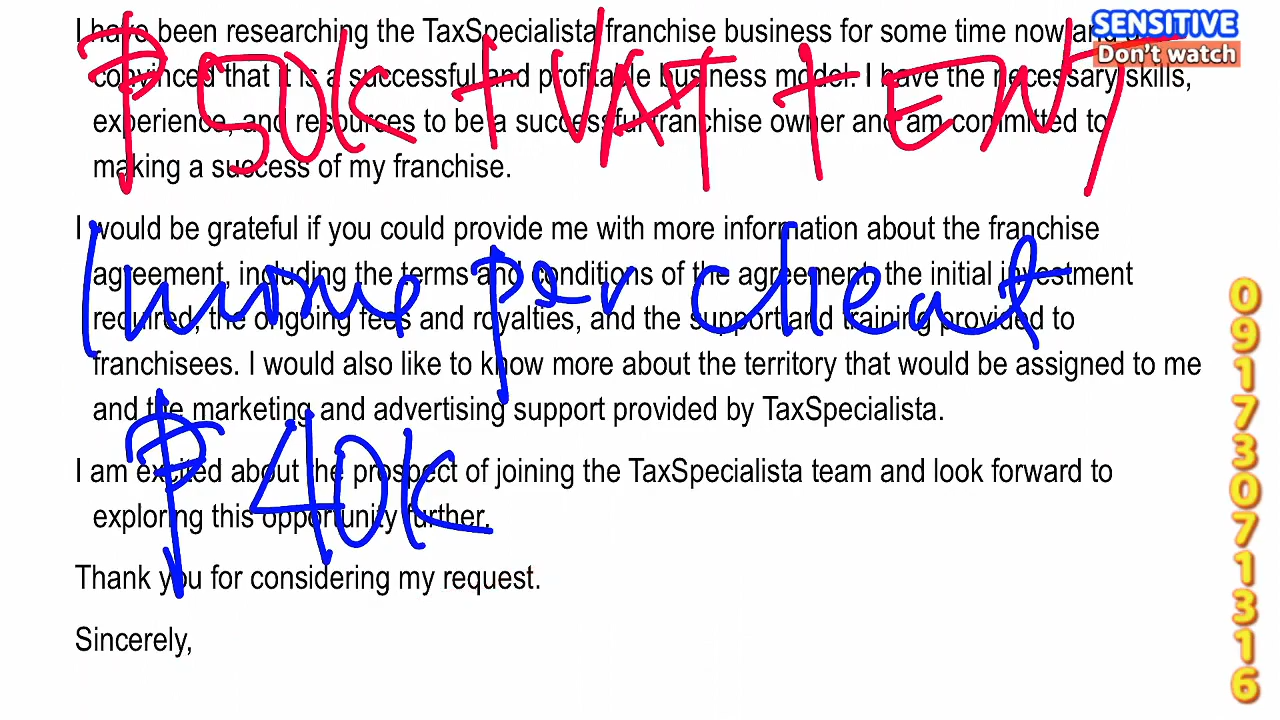 I have been researching the TaxSpecialista franchise business for some time now and
convinced that it is a successful and profitable business model. I have the necessary skills,
experience, and resources to be a successful franchise owner and am committed to
making a success of my franchise.
I would be grateful if you could provide me with more information about the franchise
agreement, including the terms and conditions of the agreement, the initial investment
required, the ongoing fees and royalties, and the support and training provided to
franchisees. I would also like to know more about the territory that would be assigned to me
and the marketing and advertising support provided by TaxSpecialista.
I am excited about the prospect of joining the TaxSpecialista team and look forward to
exploring this opportunity further.
Thank you for considering my request.
Sincerely,
₱50K + VAT + EWT
Income per client
₱40K
SENSITIVE
Don't watch
09173071316